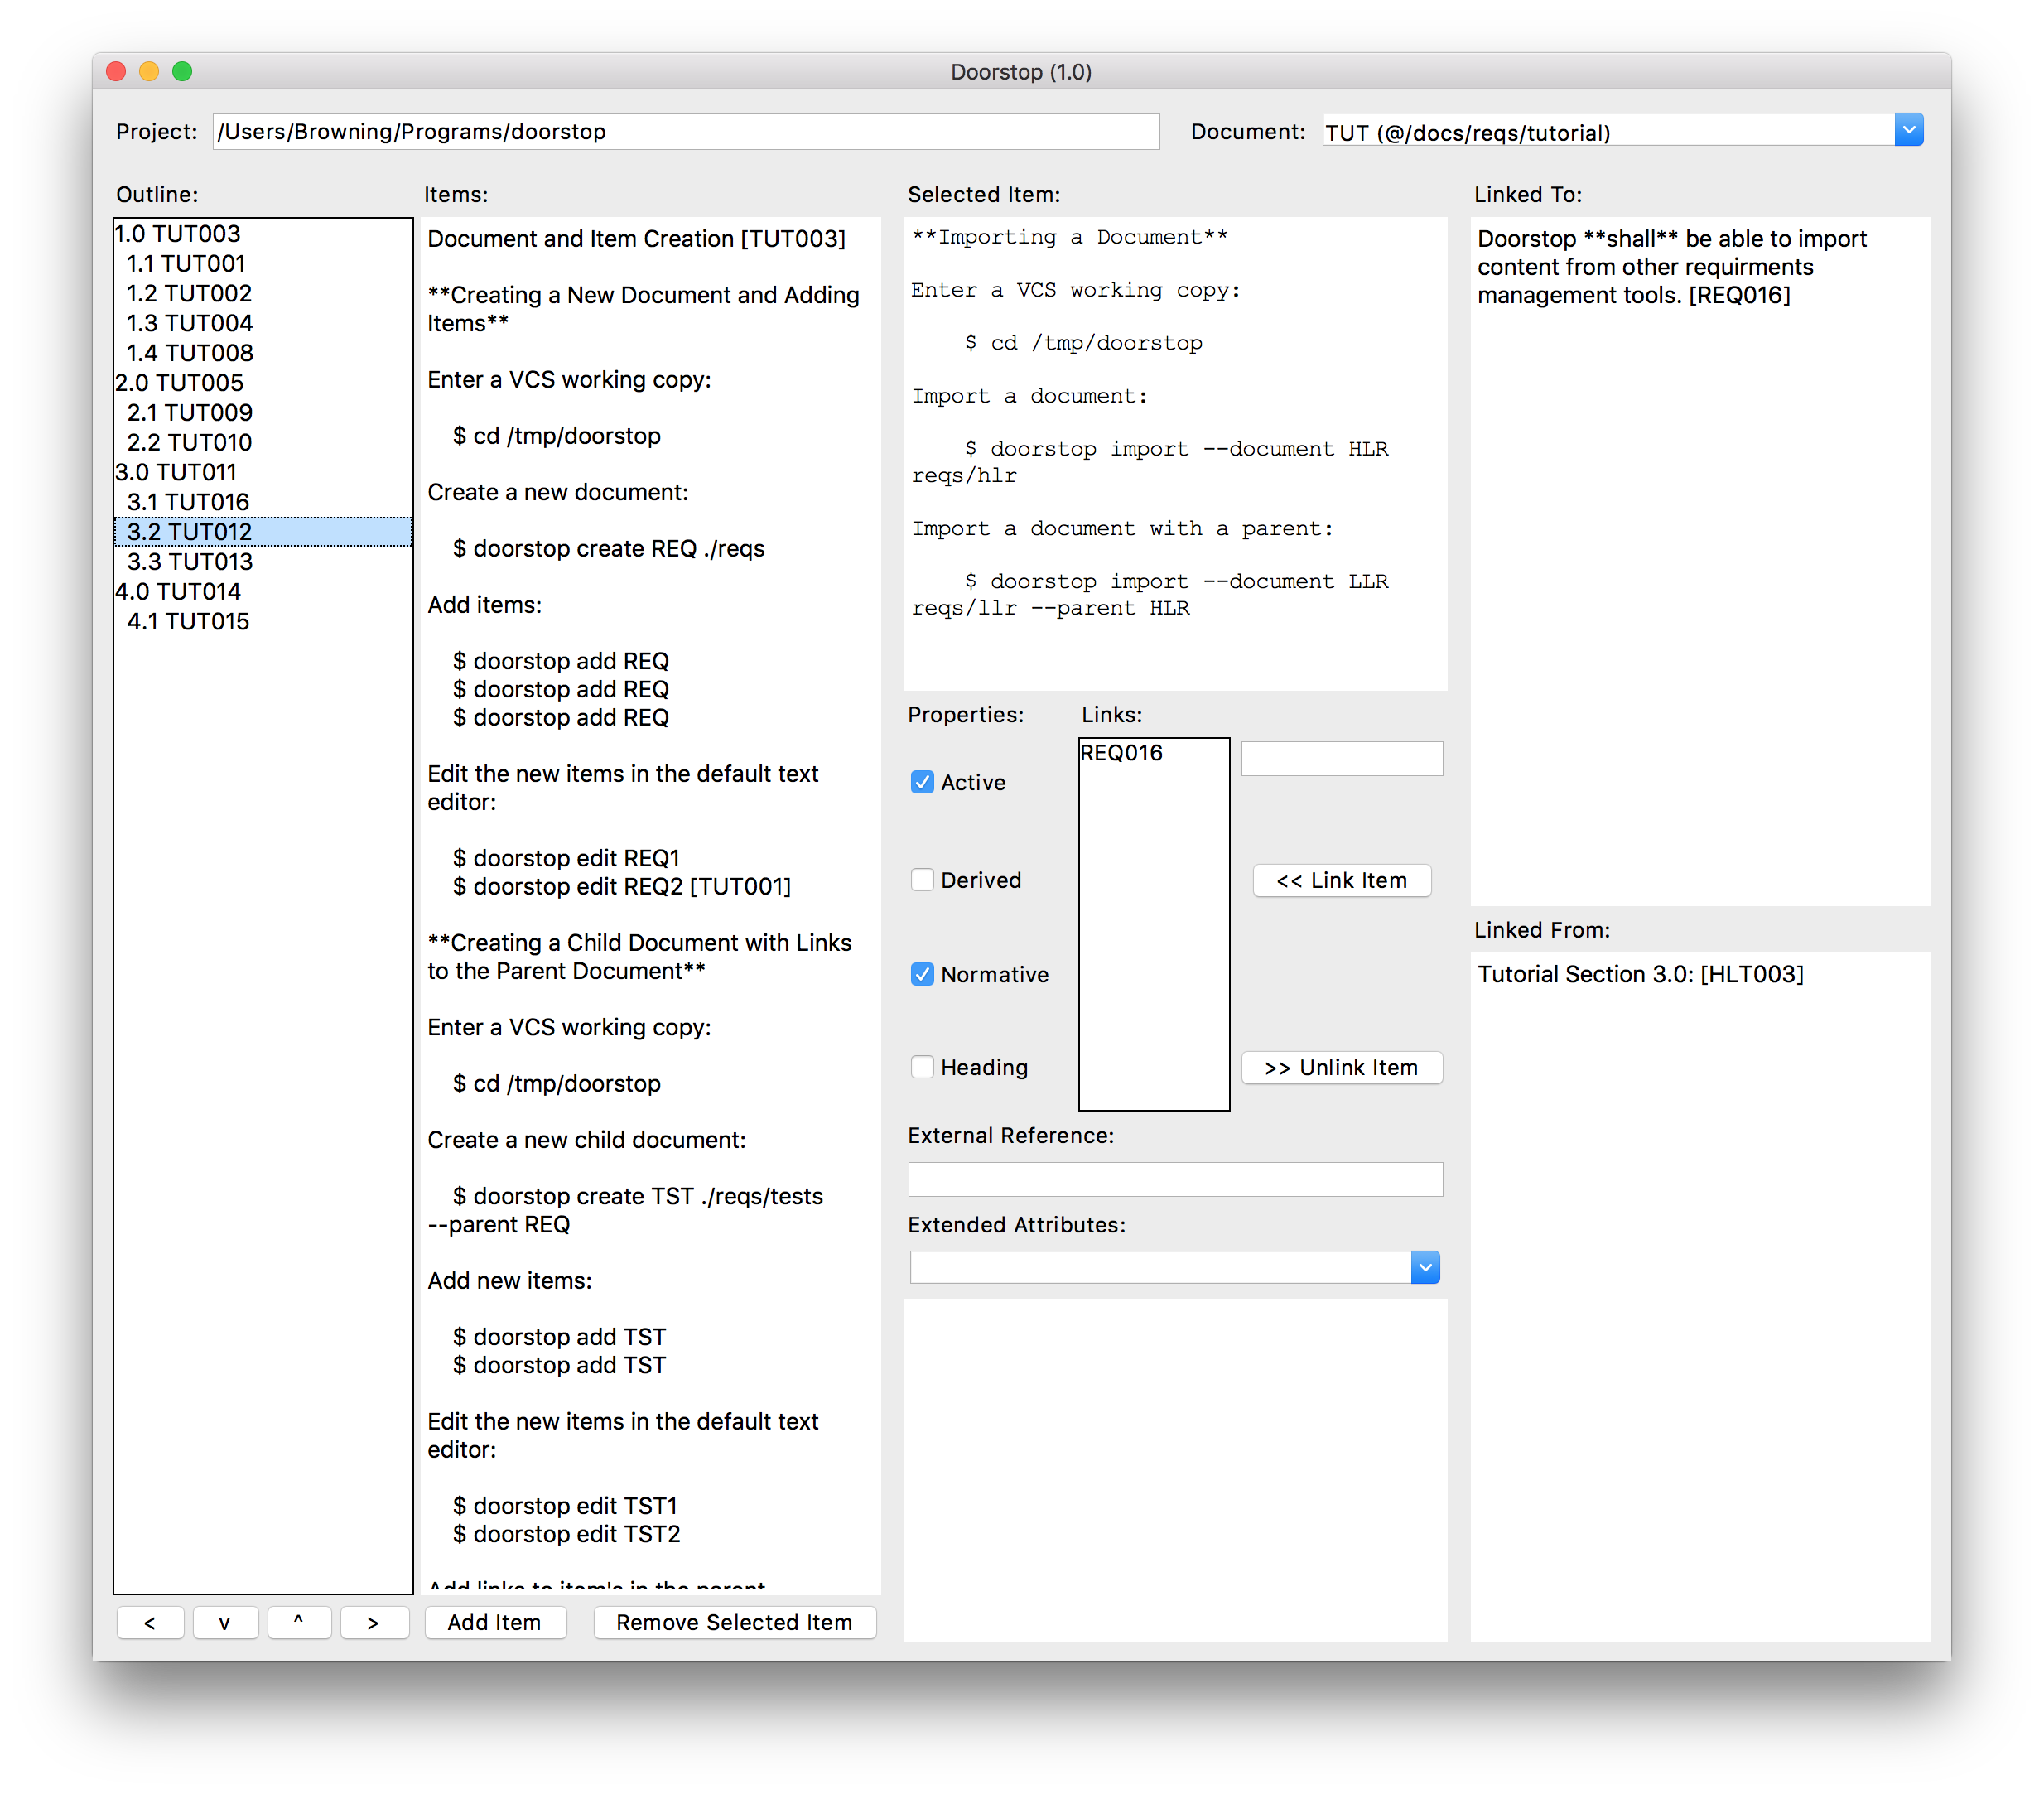 Doorstop (1.0)
Project: /Users/Browning/Programs/doorstop Document: TUT (@/docs/reqs/tutorial)
Outline:
1.0 TUT003
1.1 TUT001
1.2 TUT002
1.3 TUT004
1.4 TUT008
2.0 TUT005
2.1 TUT009
2.2 TUT010
3.0 TUT011
3.1 TUT016
3.2 TUT012
3.3 TUT013
4.0 TUT014
4.1 TUT015
< v ^ >
Items:
Document and Item Creation [TUT003]
**Creating a New Document and Adding
Items**
Enter a VCS working copy:
$ cd /tmp/doorstop
Create a new document:
$ doorstop create REQ ./reqs
Add items:
$ doorstop add REQ
$ doorstop add REQ
$ doorstop add REQ
Edit the new items in the default text
editor:
$ doorstop edit REQ1
$ doorstop edit REQ2 [TUT001]
**Creating a Child Document with Links
to the Parent Document**
Enter a VCS working copy:
$ cd /tmp/doorstop
Create a new child document:
$ doorstop create TST ./reqs/tests
--parent REQ
Add new items:
$ doorstop add TST
$ doorstop add TST
Edit the new items in the default text
editor:
$ doorstop edit TST1
$ doorstop edit TST2
Add links to item's in the parent
Add Item Remove Selected Item
Selected Item:
**Importing a Document**
Enter a VCS working copy:
$ cd /tmp/doorstop
Import a document:
$ doorstop import --document HLR
reqs/hlr
Import a document with a parent:
$ doorstop import --document LLR
reqs/llr --parent HLR
Properties:
Active
Derived
Normative
Heading
Links:
REQ016
<< Link Item
>> Unlink Item
External Reference:
Extended Attributes:
Linked To:
Doorstop **shall** be able to import
content from other requirments
management tools. [REQ016]
Linked From:
Tutorial Section 3.0: [HLT003]